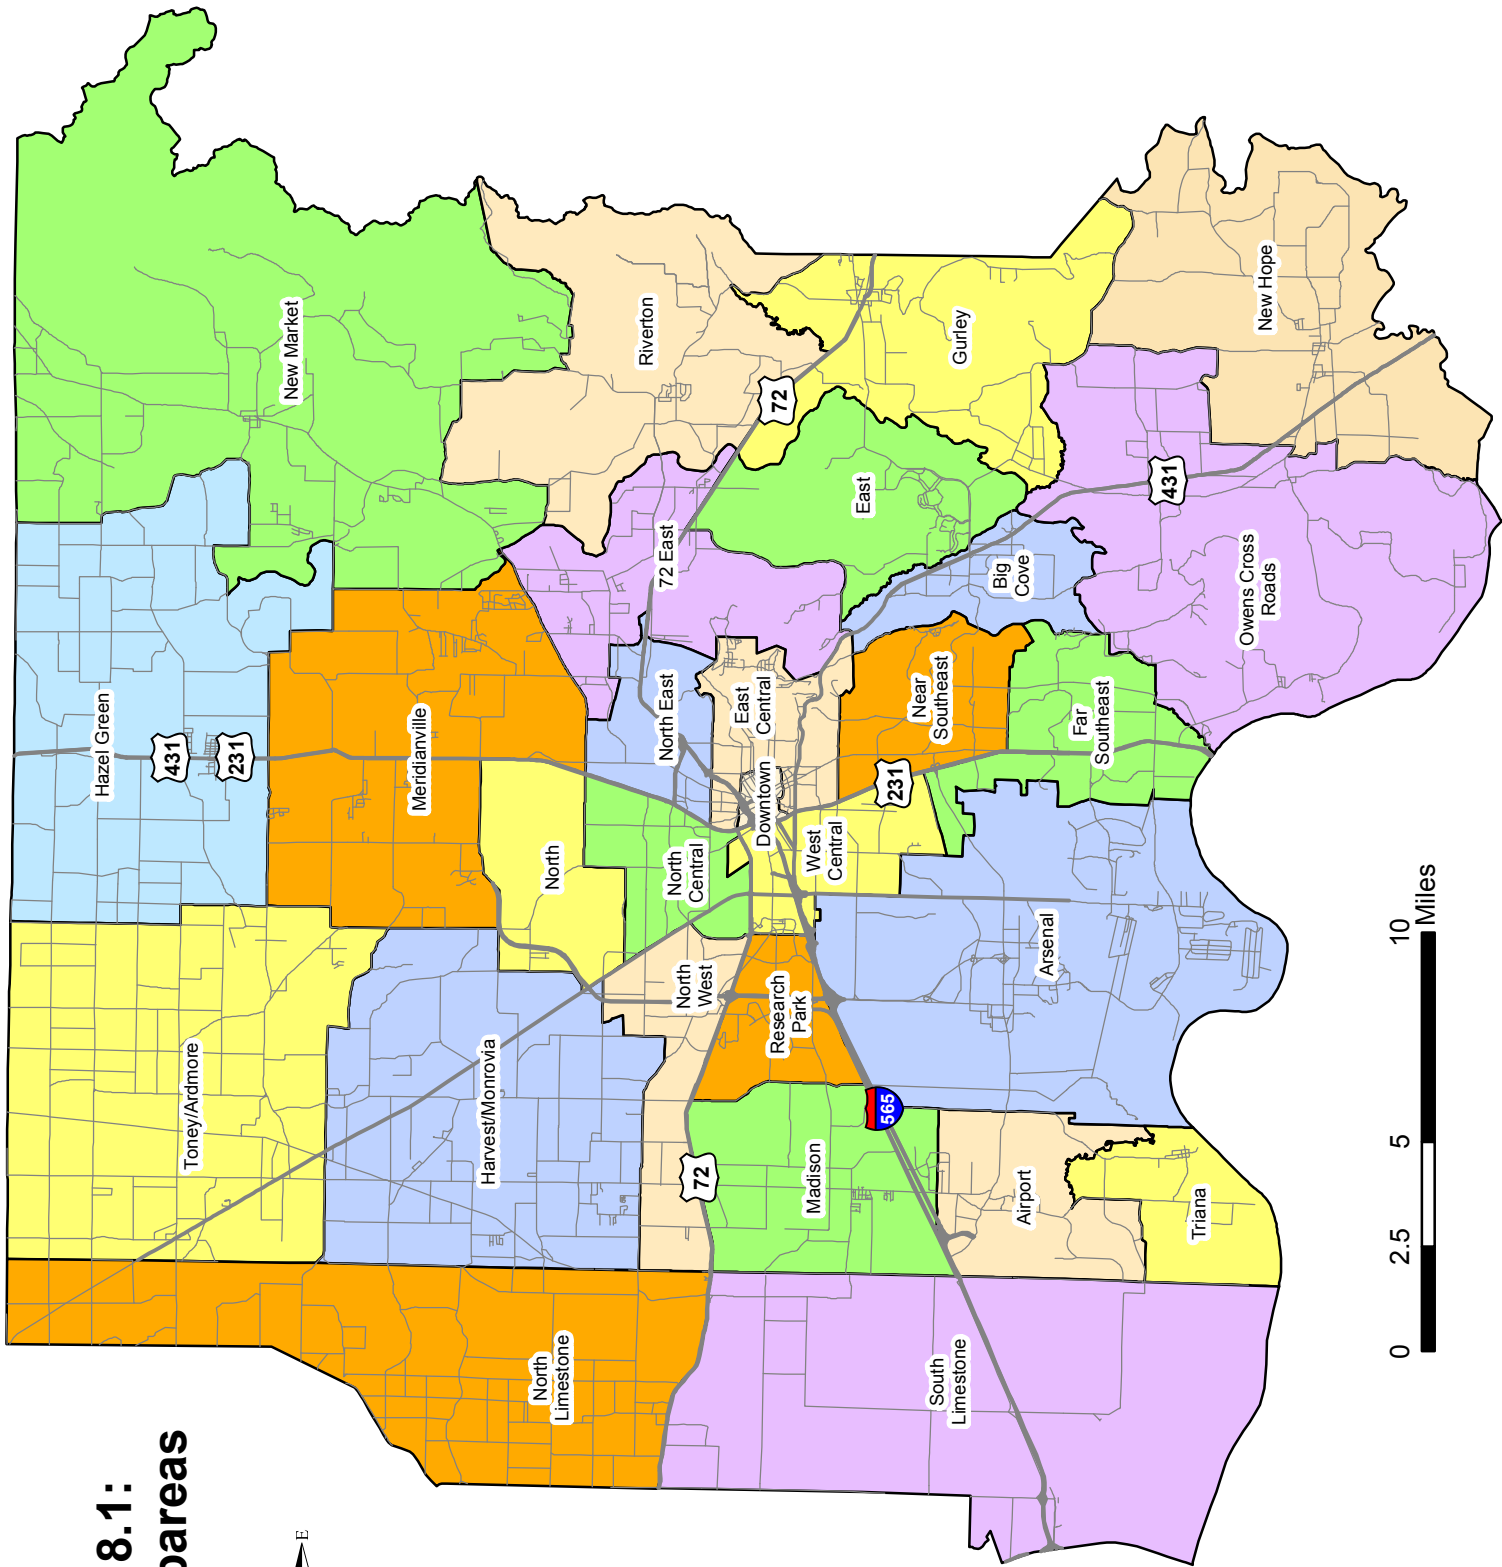 8.1:
bareas
E
Hazel Green
431
231
Toney/Ardmore
New Market
Meridianville
Harvest/Monrovia
North
Limestone
North
Riverton
72 East
North East
North
Central
North
West
72
72
East
Central
Downtown
Research
Park
Madison
West
Central
East
565
231
Near
Southeast
Gurley
South
Limestone
Big
Cove
Airport
Arsenal
Far
Southeast
431
Triana
Owens Cross
Roads
New Hope
0
2.5
5
10
Miles